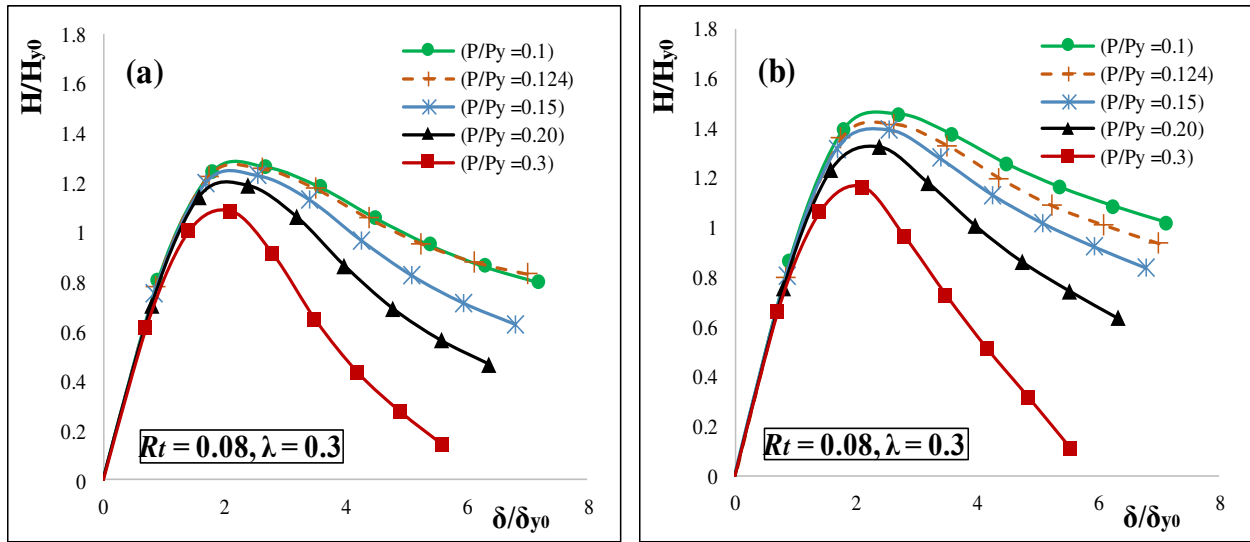 1.8
1.6
1.4
1.2
1
0.8
0.6
0.4
0.2
0
H/Hy0
(a)
(P/Py =0.1)
(P/Py =0.124)
(P/Py =0.15)
(P/Py =0.20)
(P/Py =0.3)
Rt = 0.08, λ = 0.3
0 2 4 6 8
δ/δy0
1.8
1.6
1.4
1.2
1
0.8
0.6
0.4
0.2
0
H/Hy0
(b)
(P/Py =0.1)
(P/Py =0.124)
(P/Py =0.15)
(P/Py =0.20)
(P/Py =0.3)
Rt = 0.08, λ = 0.3
0 2 4 6 8
δ/δy0